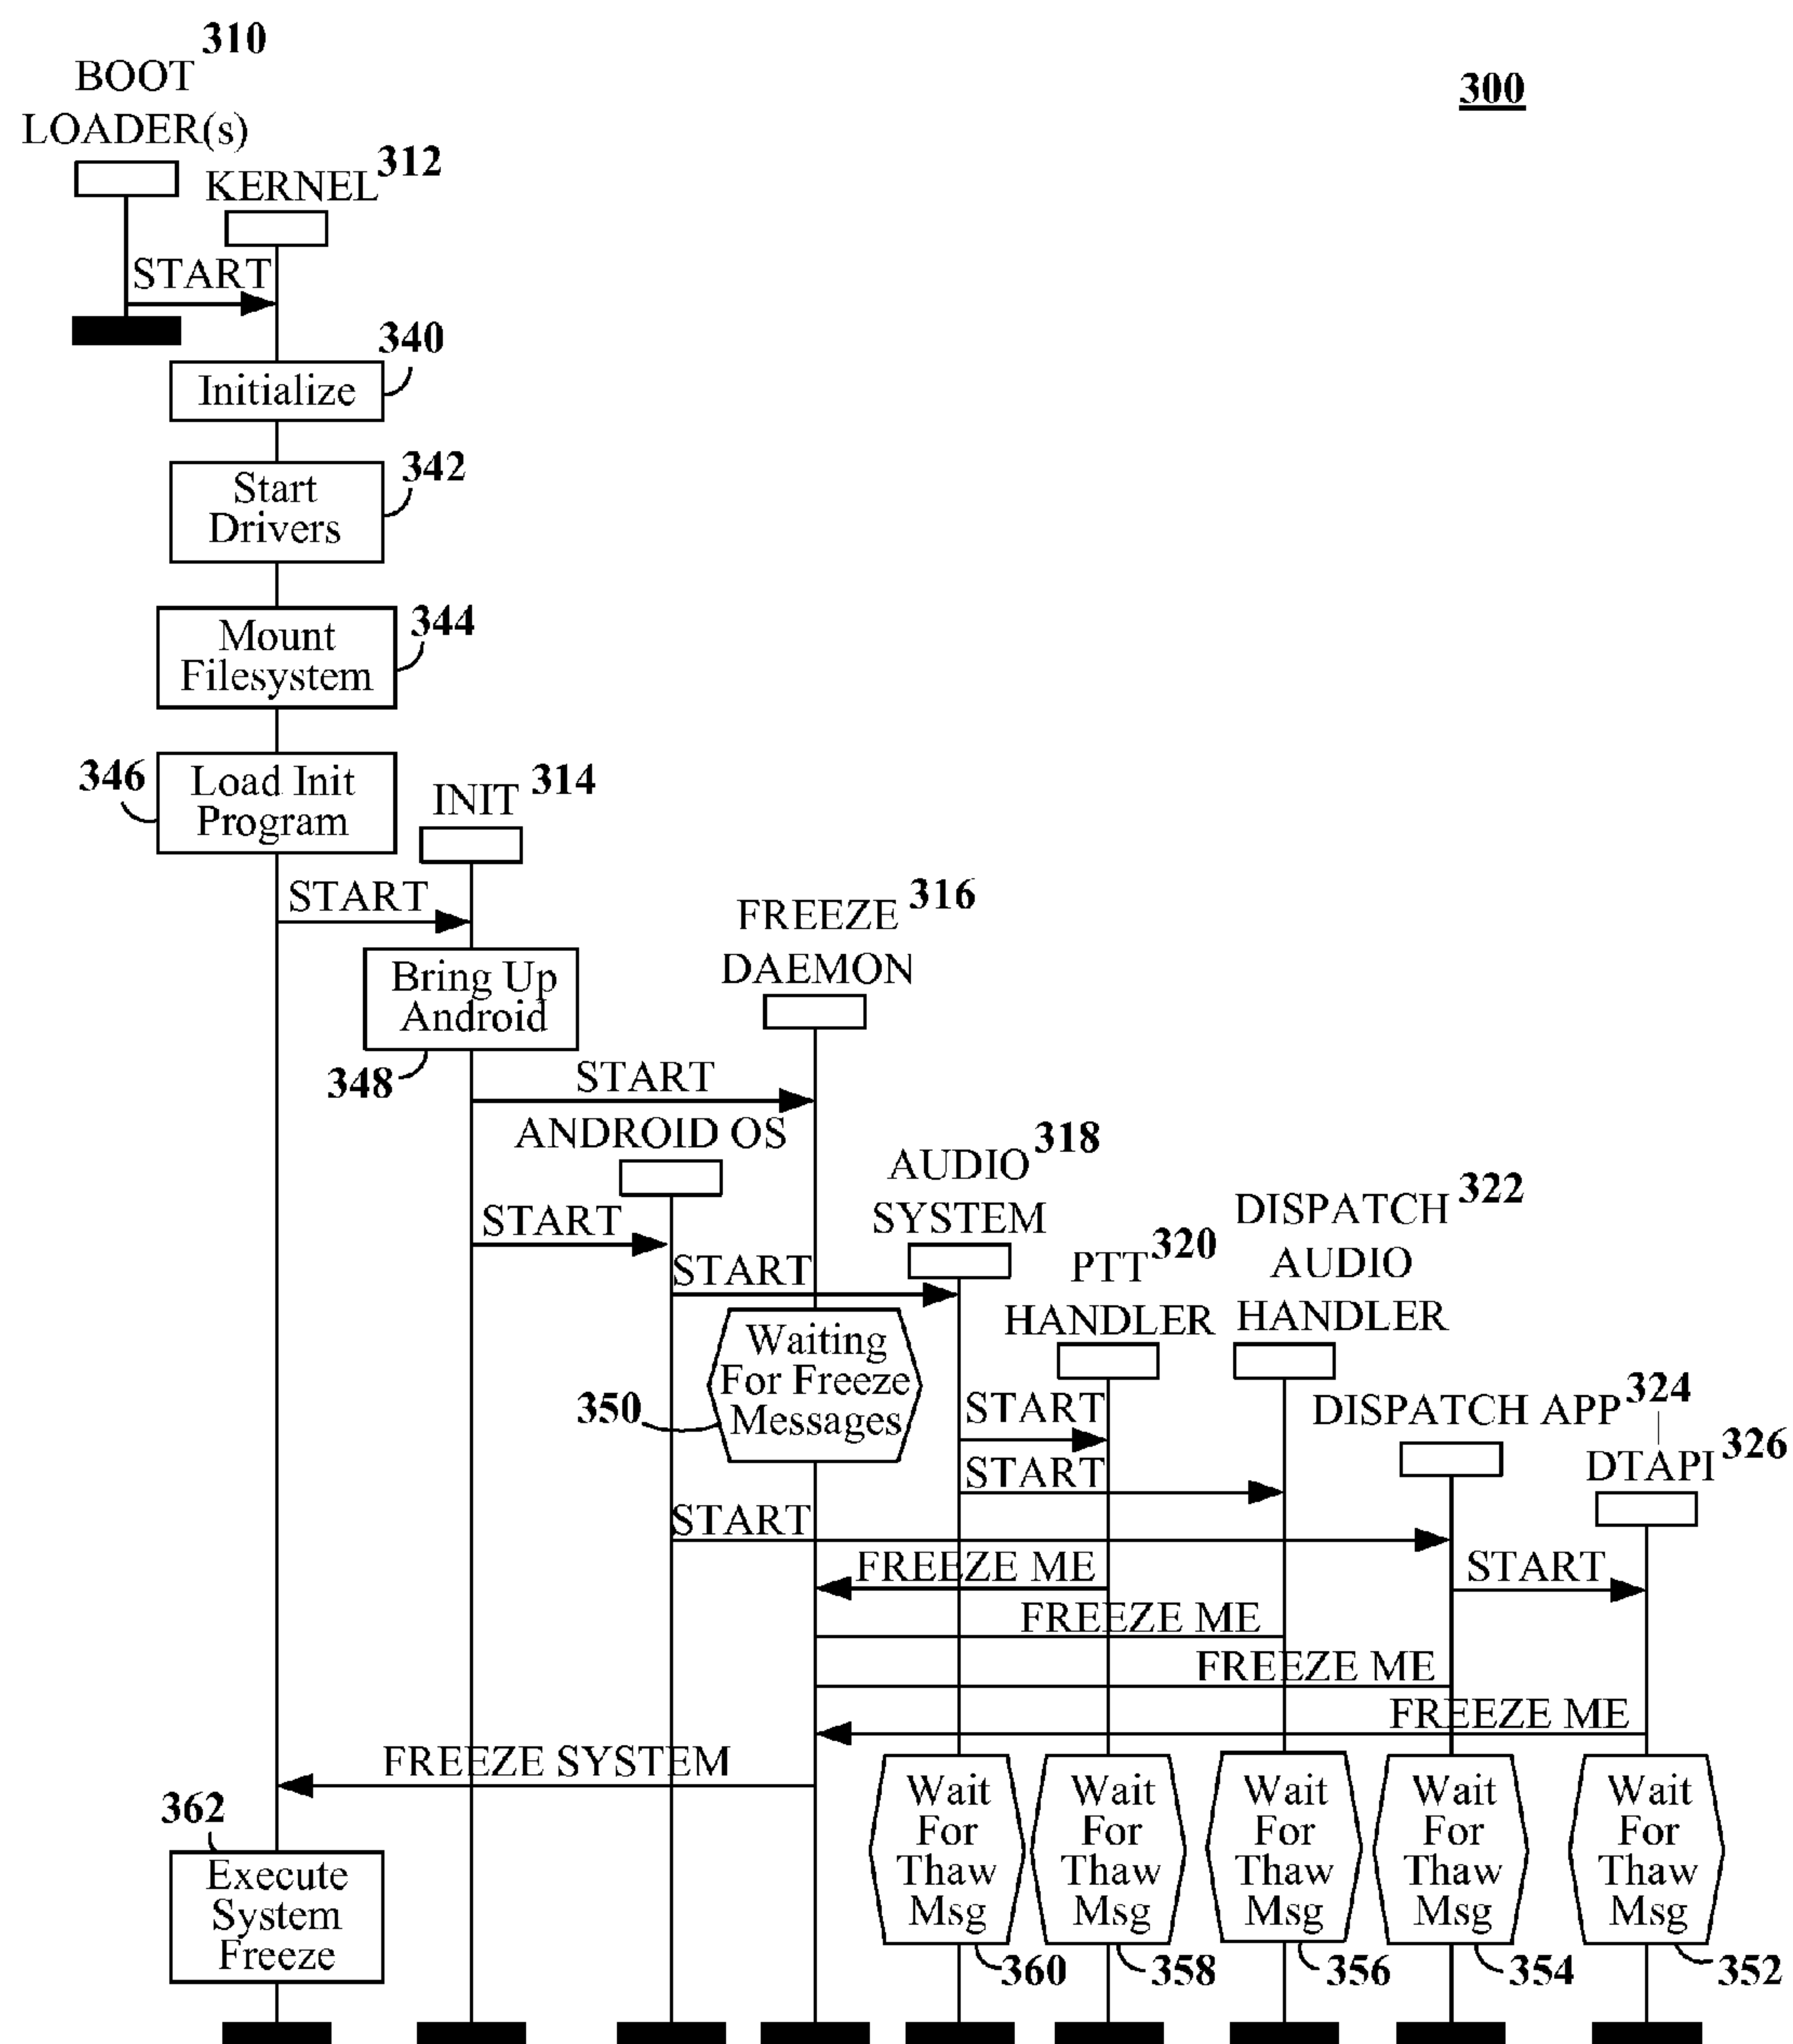 310
BOOT
LOADER(s)
300
KERNEL 312
START
340
Initialize
342
Start
Drivers
344
Mount
Filesystem
346
Load Init
Program
INIT 314
START
FREEZE 316
DAEMON
Bring Up
Android
348
START
ANDROID OS
AUDIO 318
SYSTEM
DISPATCH 322
AUDIO
HANDLER
START
PTT 320
HANDLER
START
Waiting
For Freeze
Messages
350
START
DISPATCH APP 324
DTAPI 326
START
START
FREEZE ME
START
FREEZE ME
FREEZE ME
FREEZE ME
FREEZE SYSTEM
362
Execute
System
Freeze
Wait
For
Thaw
Msg
360
Wait
For
Thaw
Msg
358
Wait
For
Thaw
Msg
356
Wait
For
Thaw
Msg
354
Wait
For
Thaw
Msg
352